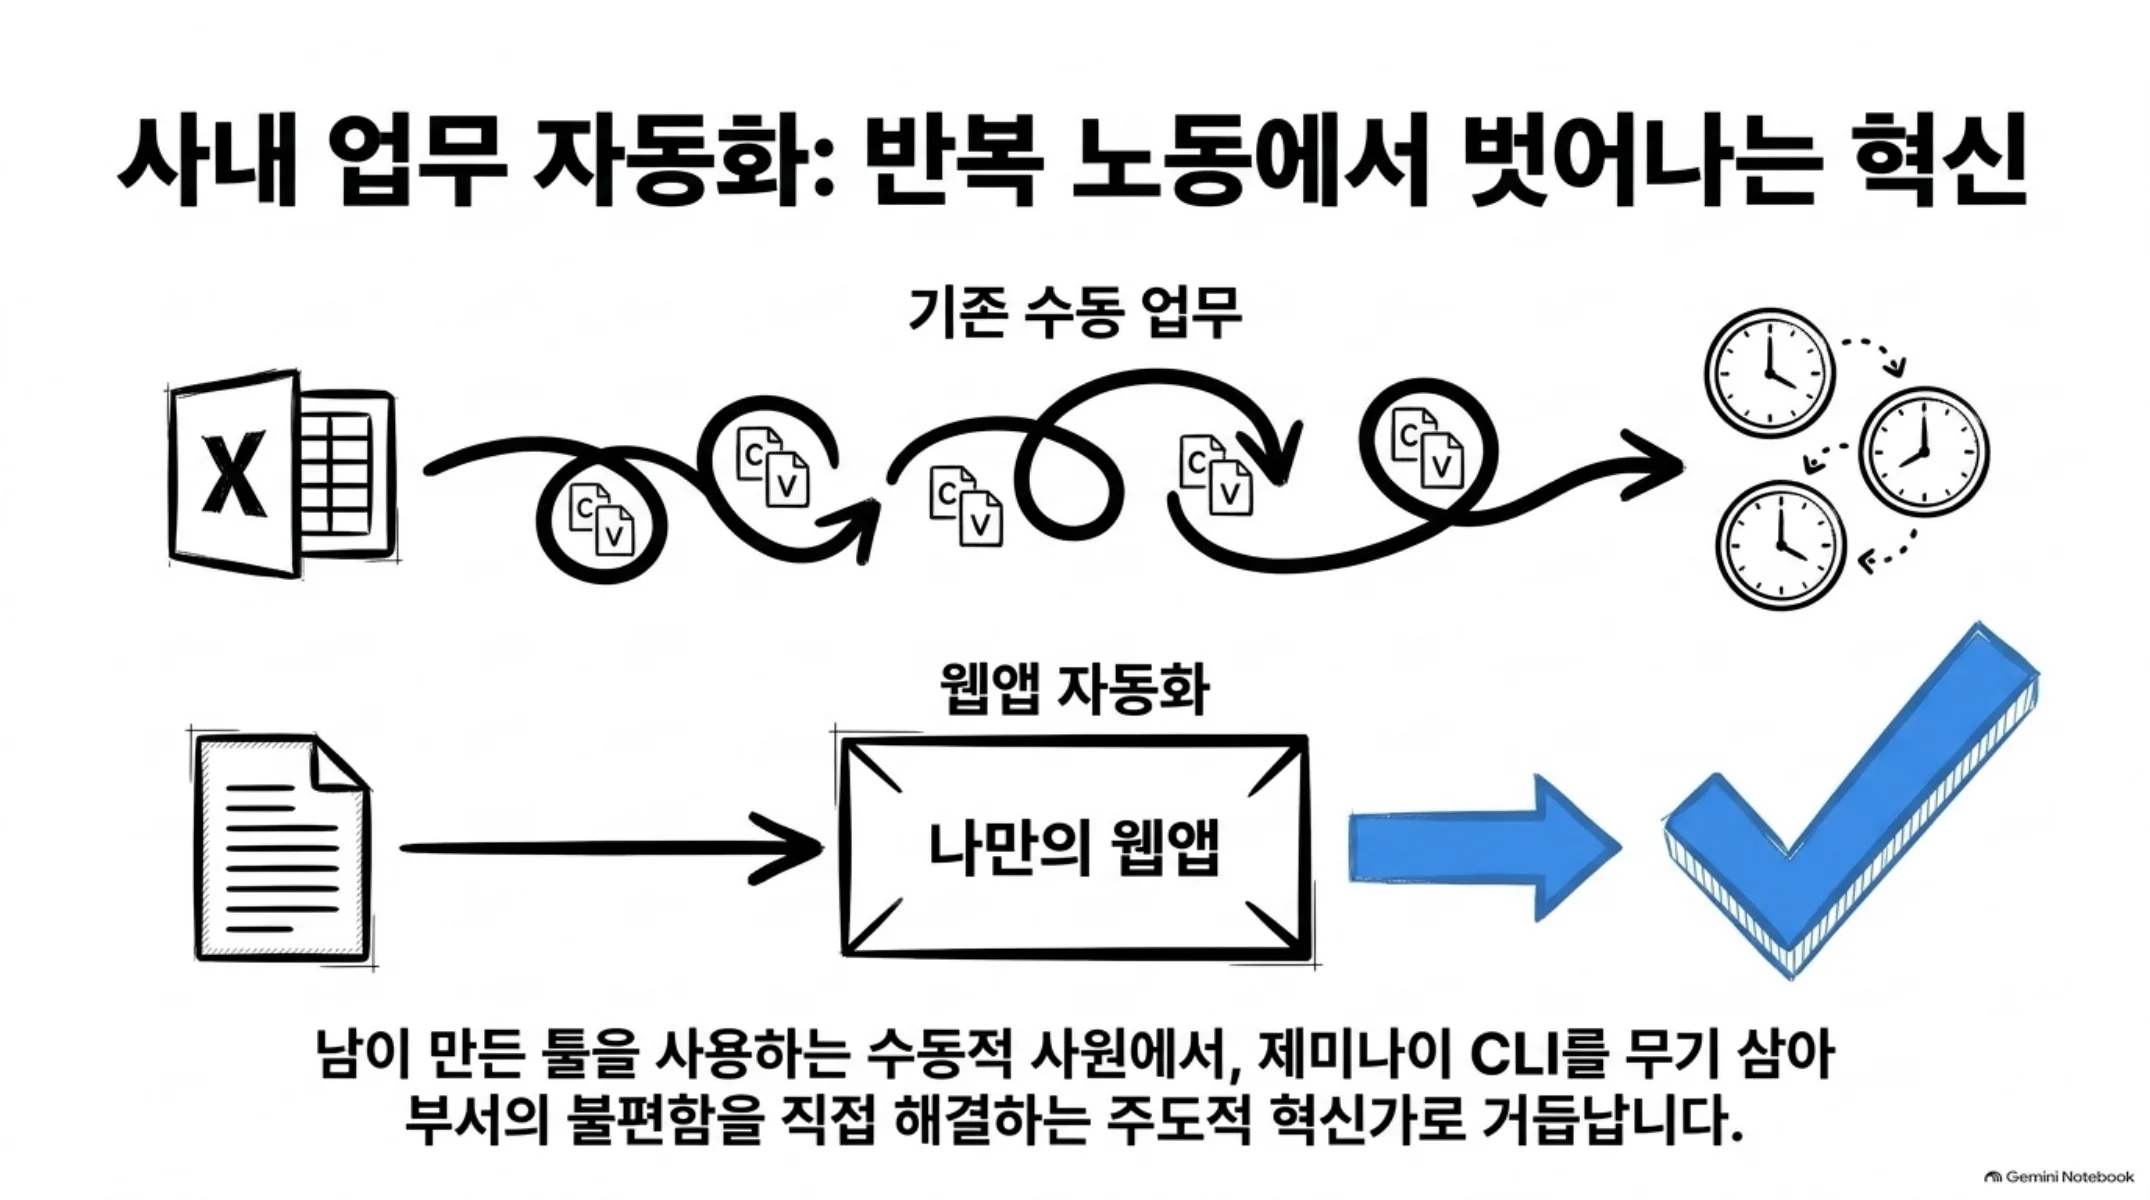 사내 업무 자동화: 반복 노동에서 벗어나는 혁신
기존 수동 업무
X
C V
C V
C V
C V
C V
웹앱 자동화
나만의 웹앱
남이 만든 툴을 사용하는 수동적 사원에서, 제미나이 CLI를 무기 삼아
부서의 불편함을 직접 해결하는 주도적 혁신가로 거듭납니다.
Gemini Notebook